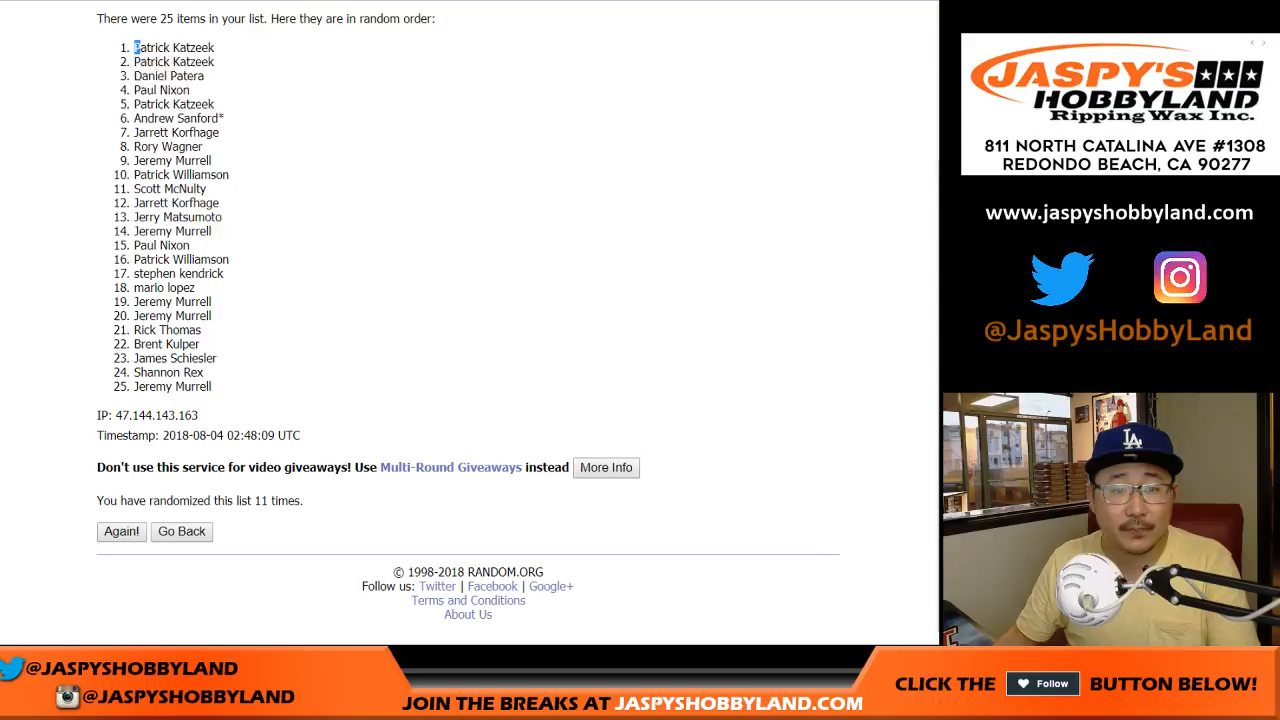 There were 25 items in your list. Here they are in random order:
1. Patrick Katzeek
2. Patrick Katzeek
3. Daniel Patera
4. Paul Nixon
5. Patrick Katzeek
6. Andrew Sanford*
7. Jarrett Korfhage
8. Rory Wagner
9. Jeremy Murrell
10. Patrick Williamson
11. Scott McNulty
12. Jarrett Korfhage
13. Jerry Matsumoto
14. Jeremy Murrell
15. Paul Nixon
16. Patrick Williamson
17. stephen kendrick
18. mario lopez
19. Jeremy Murrell
20. Jeremy Murrell
21. Rick Thomas
22. Brent Kulper
23. James Schiesler
24. Shannon Rex
25. Jeremy Murrell
IP: 47.144.143.163
Timestamp: 2018-08-04 02:48:09 UTC
Don't use this service for video giveaways! Use Multi-Round Giveaways instead More Info
You have randomized this list 11 times.
Again! Go Back
© 1998-2018 RANDOM.ORG
Follow us: Twitter | Facebook | Google+
Terms and Conditions
About Us
JASPY'S
HOBBYLAND
Ripping Wax Inc.
811 NORTH CATALINA AVE #1308
REDONDO BEACH, CA 90277
www.jaspyshobbyland.com
@JaspysHobbyLand
LA
@JASPYSHOBBYLAND
@JASPYSHOBBYLAND
JOIN THE BREAKS AT JASPYSHOBBYLAND.COM
CLICK THE Follow BUTTON BELOW!